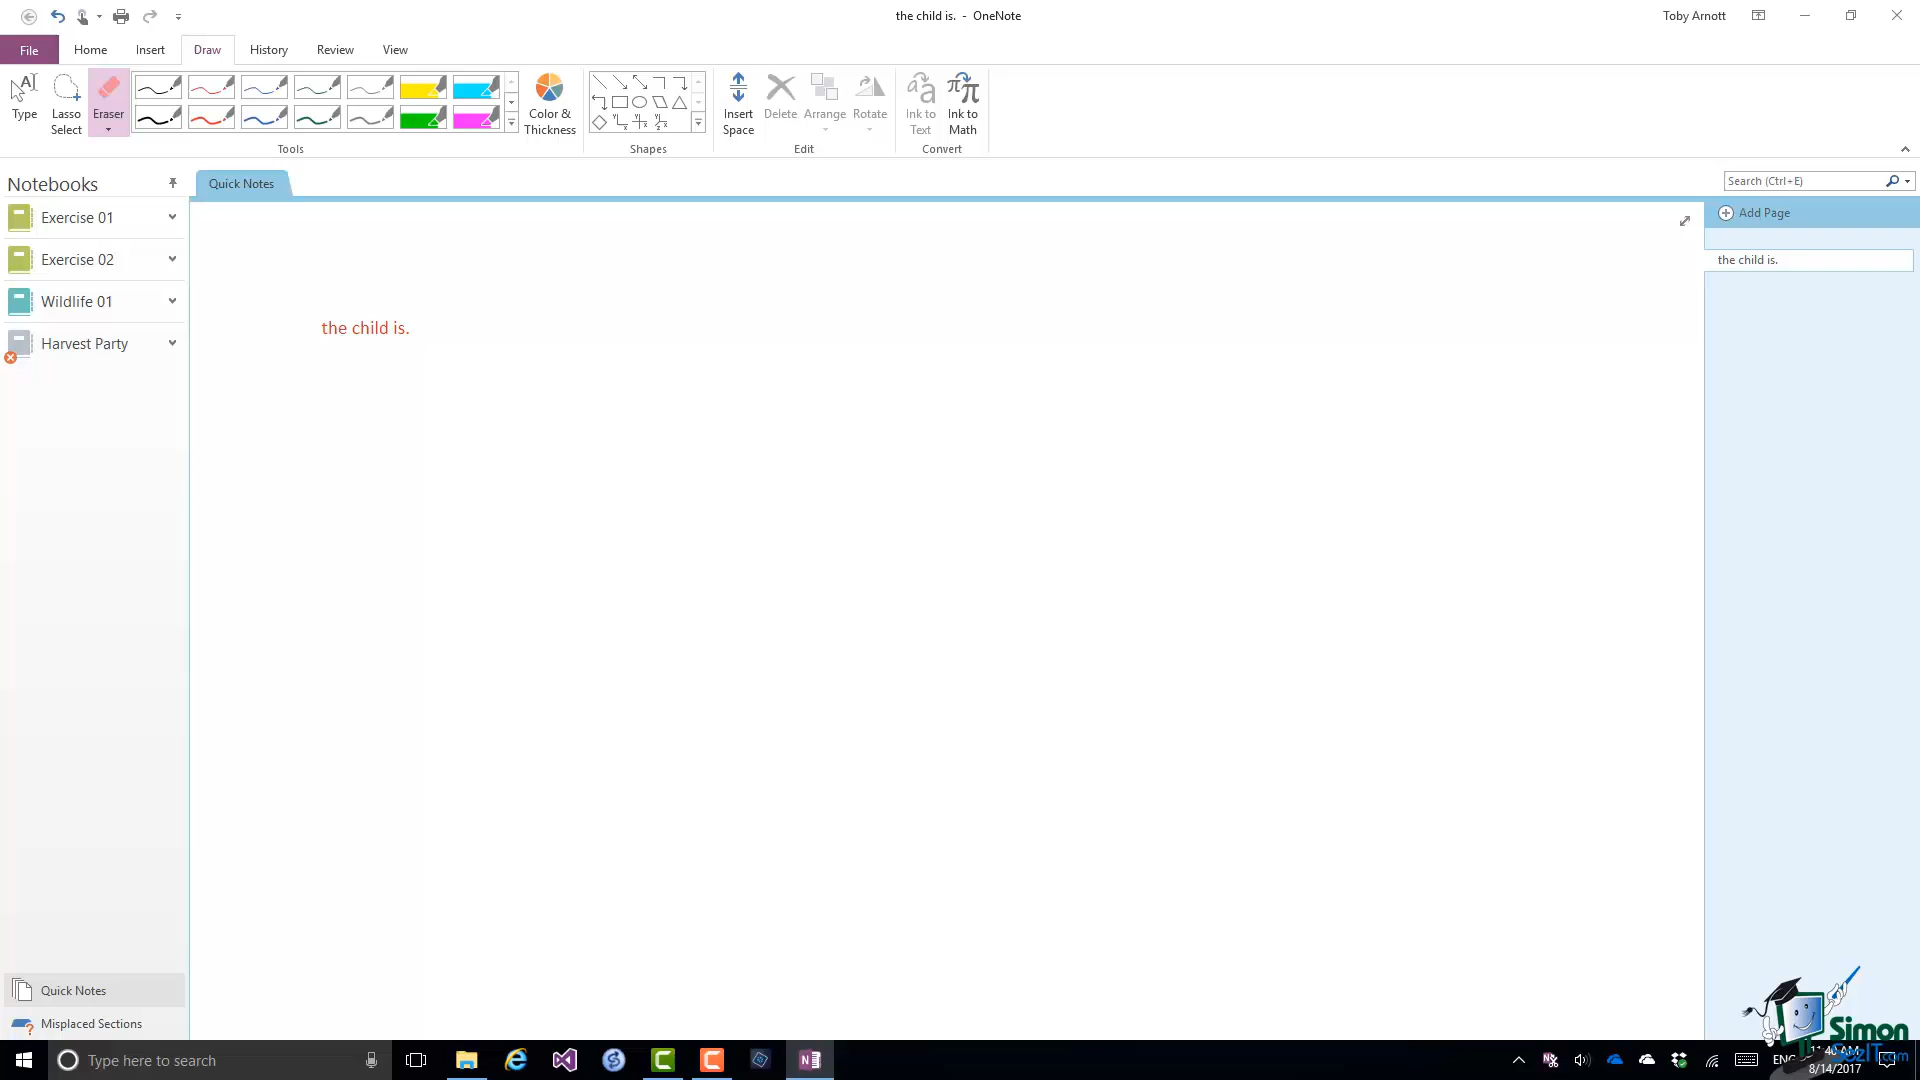 the child is. - OneNote
Toby Arnott
File
Home
Insert
Draw
History
Review
View
Type
Lasso
Select
Eraser
Color &
Thickness
Insert
Space
Delete
Arrange
Rotate
Ink to
Text
Ink to
Math
Tools
Shapes
Edit
Convert
Notebooks
Quick Notes
Search (Ctrl+E)
Exercise 01
Exercise 02
Wildlife 01
Harvest Party
Add Page
the child is.
the child is.
Quick Notes
Misplaced Sections
Simon
SezIT.com
Type here to search
8/14/2017